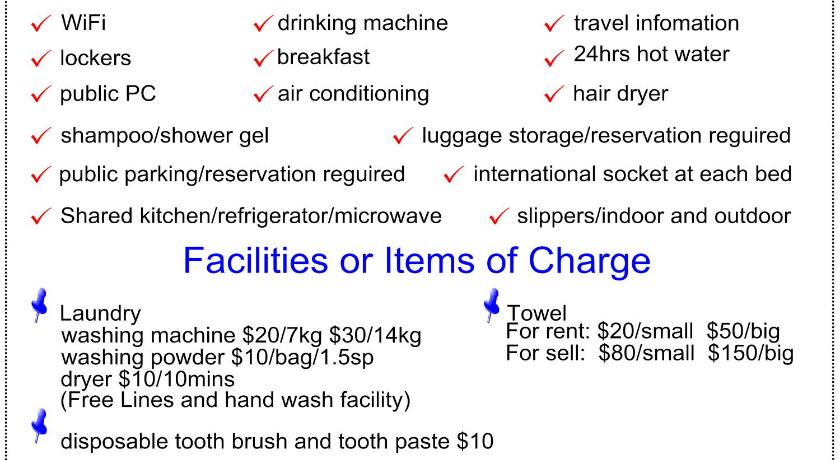 WiFi drinking machine travel infomation
lockers breakfast 24hrs hot water
public PC air conditioning hair dryer
shampoo/shower gel luggage storage/reservation reguired
public parking/reservation reguired international socket at each bed
Shared kitchen/refrigerator/microwave slippers/indoor and outdoor
Facilities or Items of Charge
Laundry
washing machine $20/7kg $30/14kg
washing powder $10/bag/1.5sp
dryer $10/10mins
(Free Lines and hand wash facility)
disposable tooth brush and tooth paste $10
Towel
For rent: $20/small $50/big
For sell: $80/small $150/big